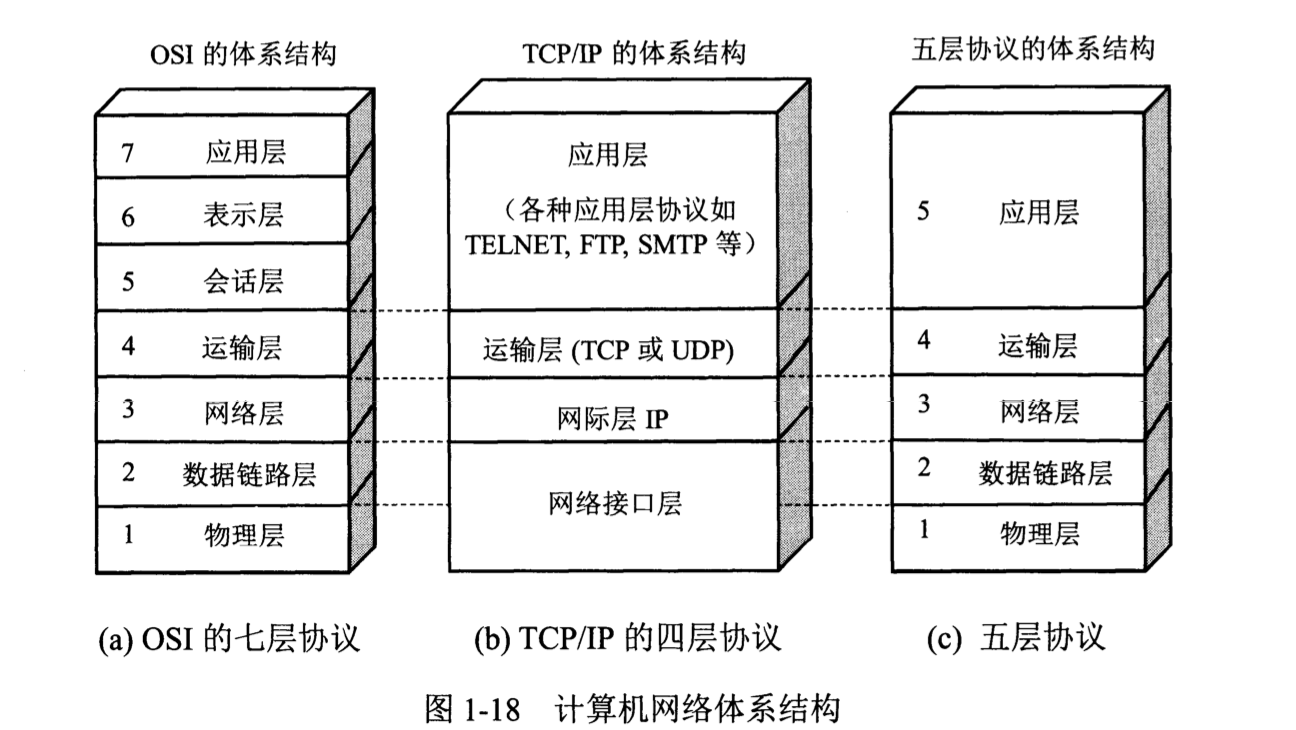 OSI 的体系结构
7 应用层
6 表示层
5 会话层
4 运输层
3 网络层
2 数据链路层
1 物理层
(a) OSI 的七层协议
TCP/IP 的体系结构
应用层
（各种应用层协议如
TELNET, FTP, SMTP 等）
运输层 (TCP 或 UDP)
网际层 IP
网络接口层
(b) TCP/IP 的四层协议
五层协议的体系结构
5 应用层
4 运输层
3 网络层
2 数据链路层
1 物理层
(c) 五层协议
图 1-18 计算机网络体系结构